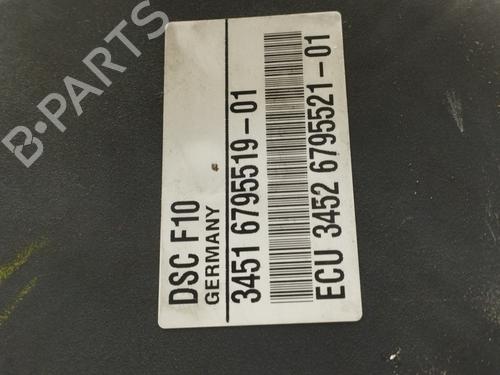 B-PARTS
DSC F10
GERMANY
3451 6795519-01
ECU 3452 6795521-01